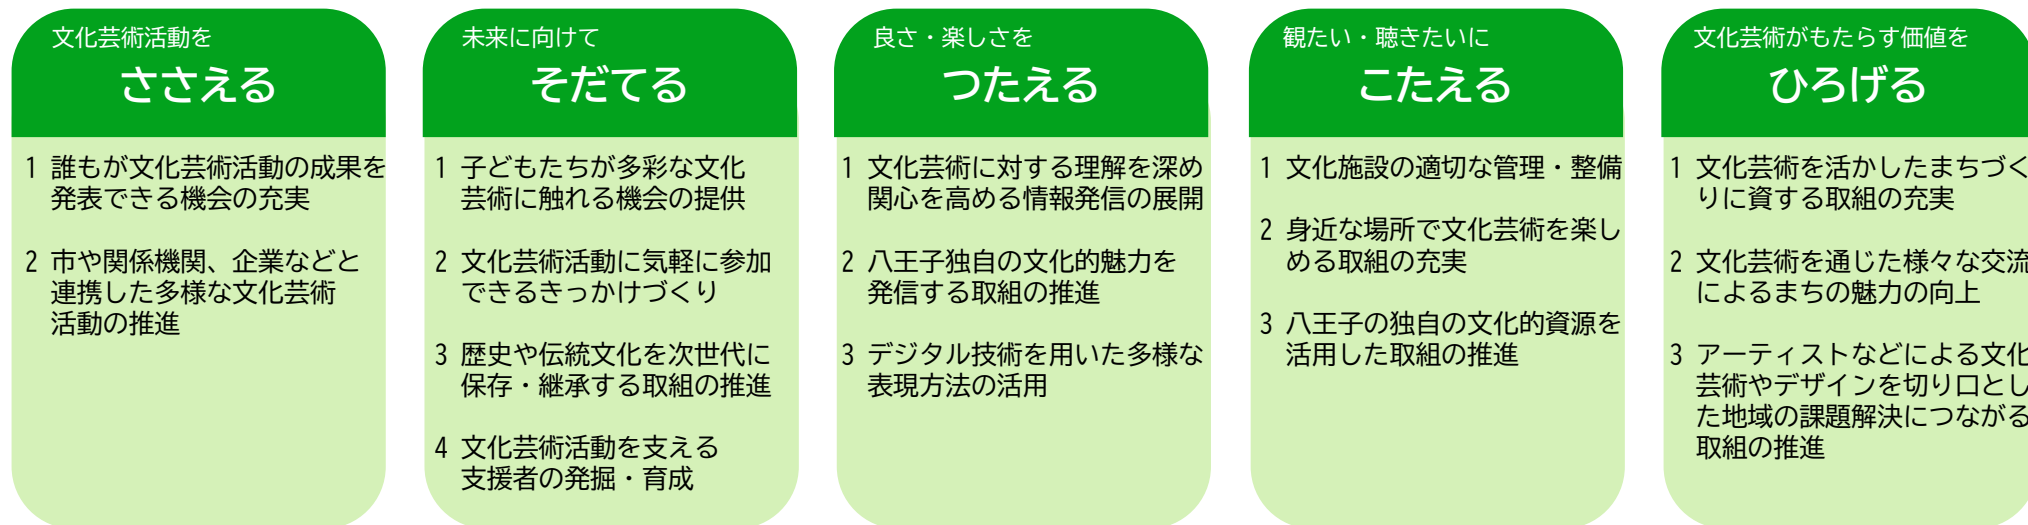 文化芸術活動を
ささえる
1 誰もが文化芸術活動の成果を
発表できる機会の充実
2 市や関係機関、企業などと
連携した多様な文化芸術
活動の推進
未来に向けて
そだてる
1 子どもたちが多彩な文化
芸術に触れる機会の提供
2 文化芸術活動に気軽に参加
できるきっかけづくり
3 歴史や伝統文化を次世代に
保存・継承する取組の推進
4 文化芸術活動を支える
支援者の発掘・育成
良さ・楽しさを
つたえる
1 文化芸術に対する理解を深め
関心を高める情報発信の展開
2 八王子独自の文化的魅力を
発信する取組の推進
3 デジタル技術を用いた多様な
表現方法の活用
観たい・聴きたいに
こたえる
1 文化施設の適切な管理・整備
2 身近な場所で文化芸術を楽し
める取組の充実
3 八王子の独自の文化的資源を
活用した取組の推進
文化芸術がもたらす価値を
ひろげる
1 文化芸術を活かしたまちづく
りに資する取組の充実
2 文化芸術を通じた様々な交流
によるまちの魅力の向上
3 アーティストなどによる文化
芸術やデザインを切り口とし
た地域の課題解決につながる
取組の推進